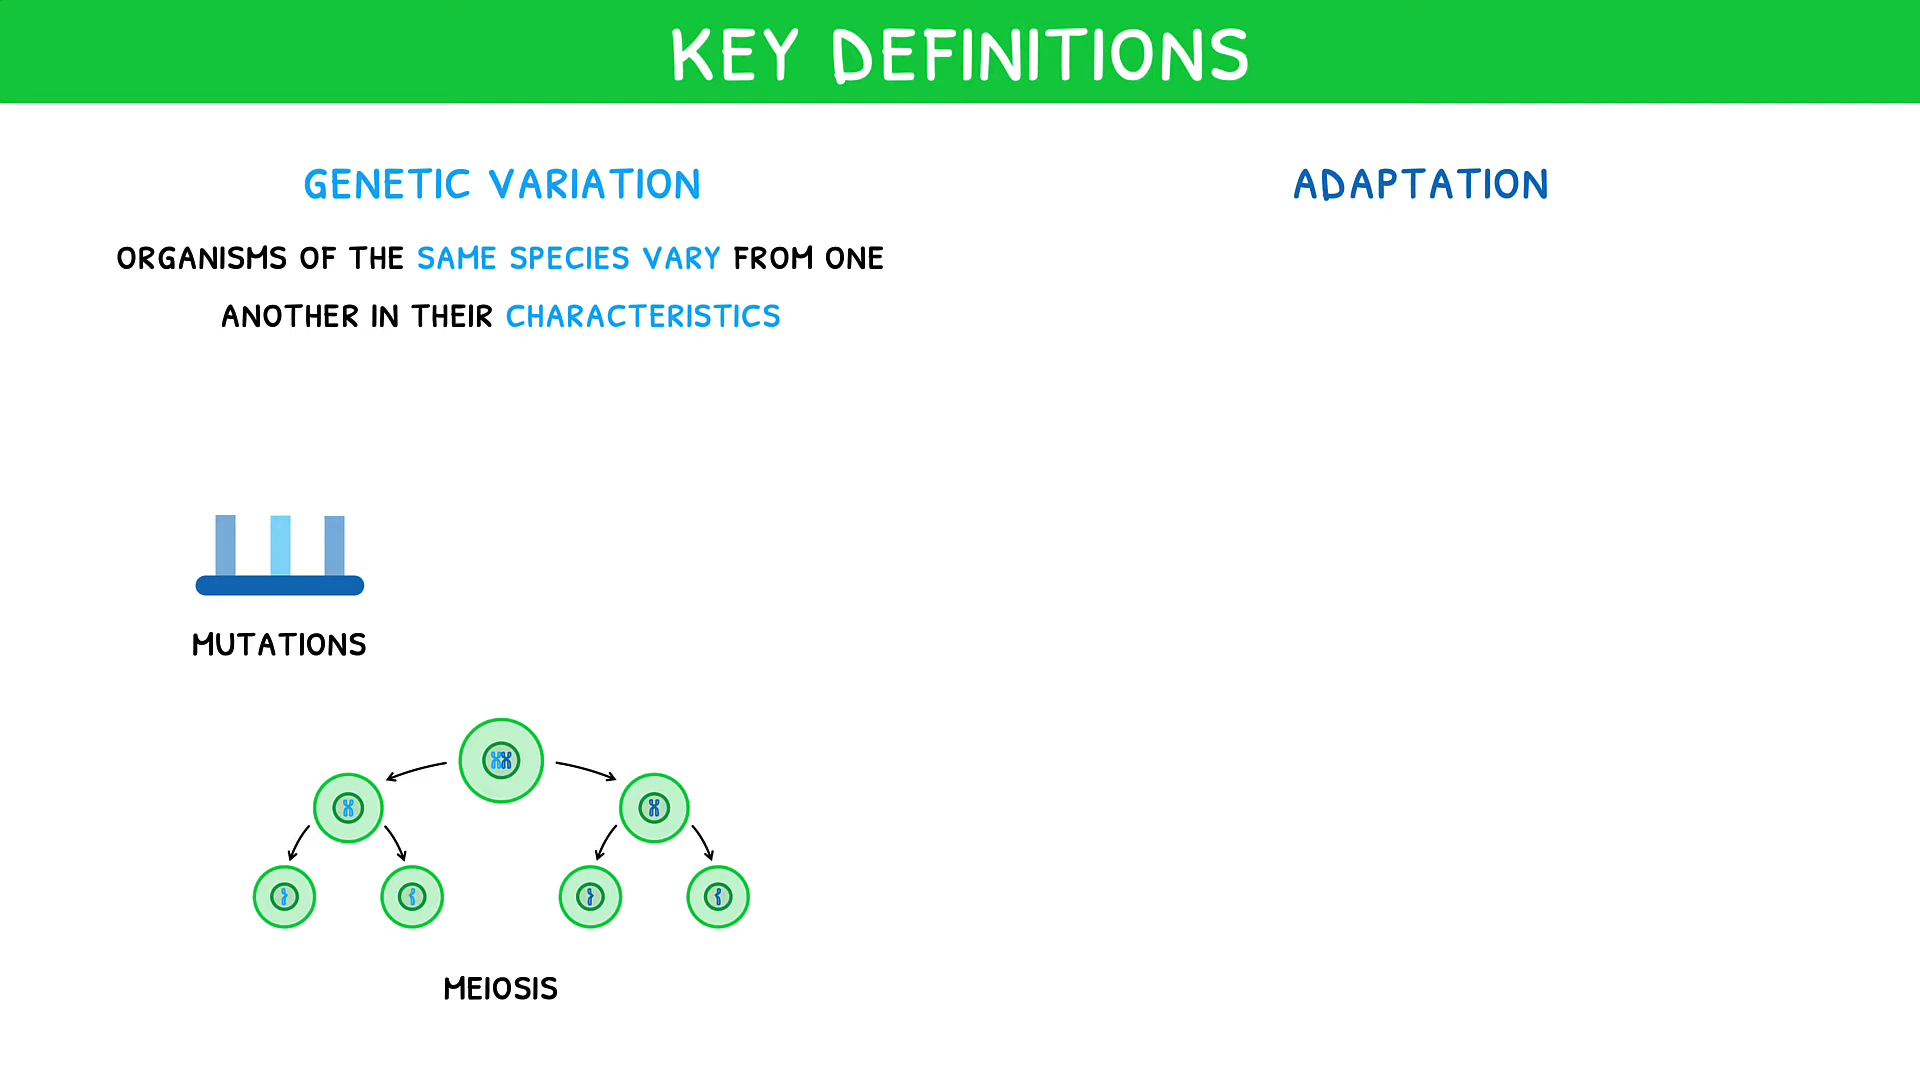 KEY DEFINITIONS
GENETIC VARIATION
ORGANISMS OF THE SAME SPECIES VARY FROM ONE
ANOTHER IN THEIR CHARACTERISTICS
MUTATIONS
MEIOSIS
ADAPTATION